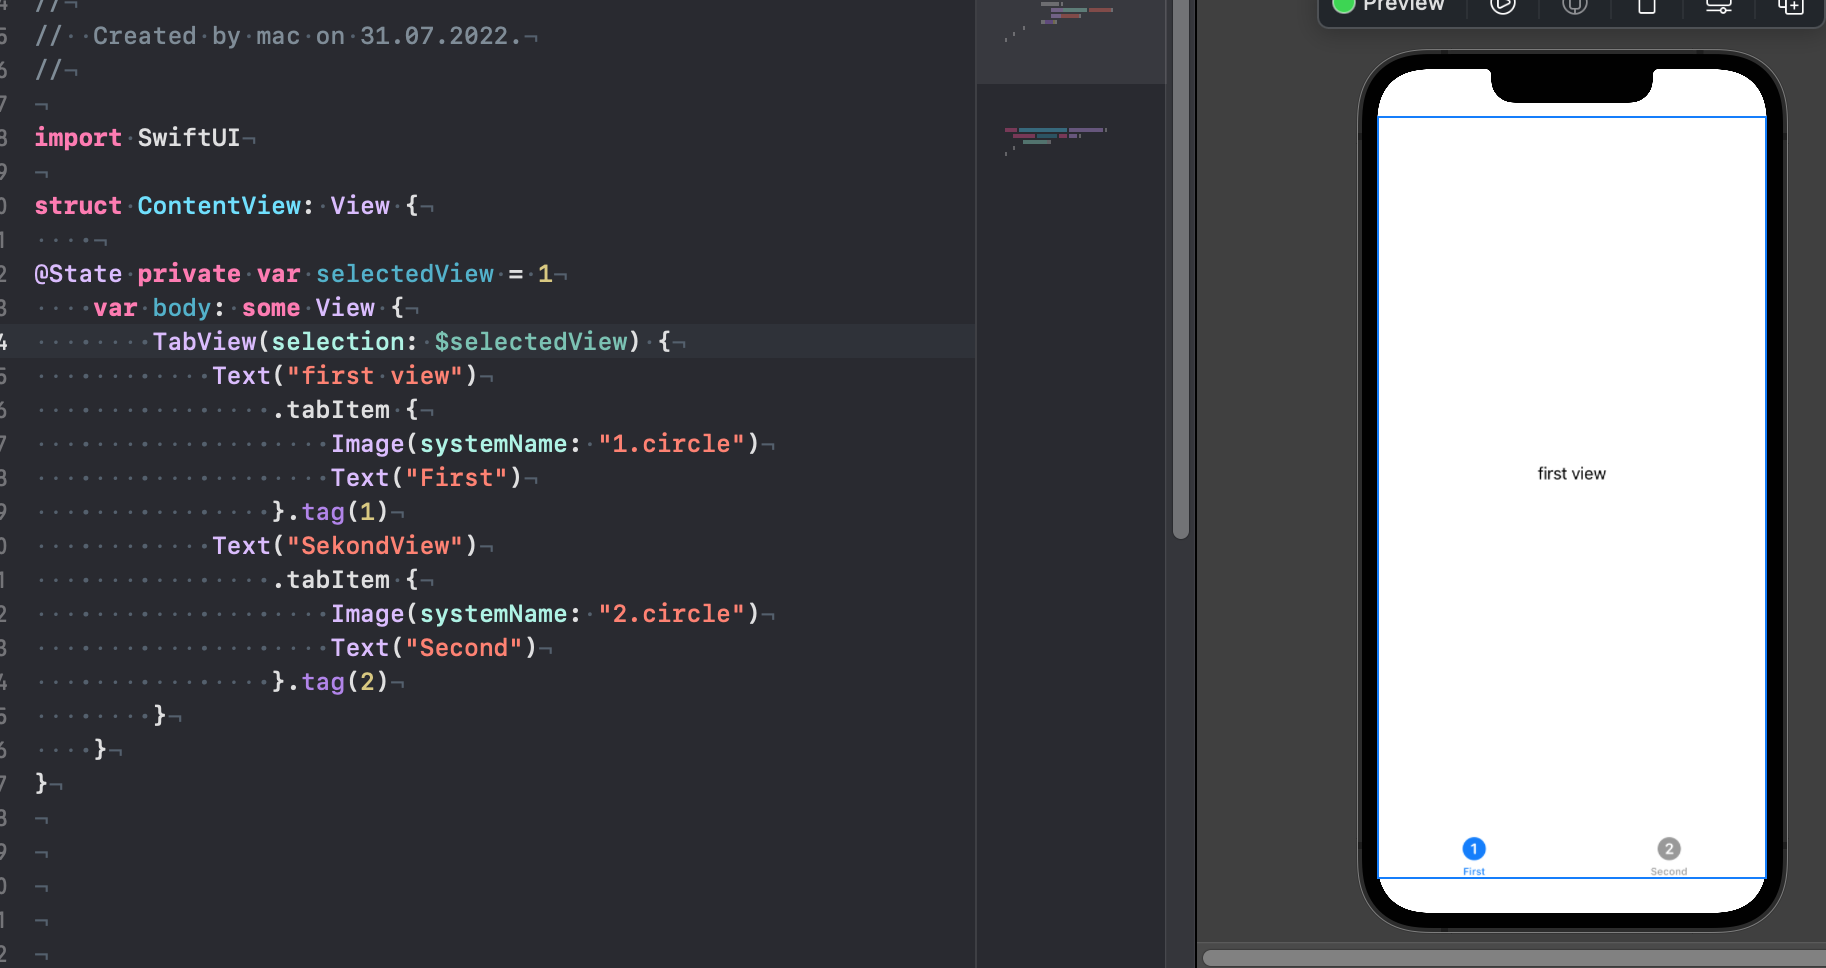 //
//  Created by mac on 31.07.2022.
//
import SwiftUI
struct ContentView: View {
@State private var selectedView = 1
    var body: some View {
        TabView(selection: $selectedView) {
            Text("first view")
                .tabItem {
                    Image(systemName: "1.circle")
                    Text("First")
                }.tag(1)
            Text("SekondView")
                .tabItem {
                    Image(systemName: "2.circle")
                    Text("Second")
                }.tag(2)
        }
    }
}
Preview
first view
1
First
2
Second